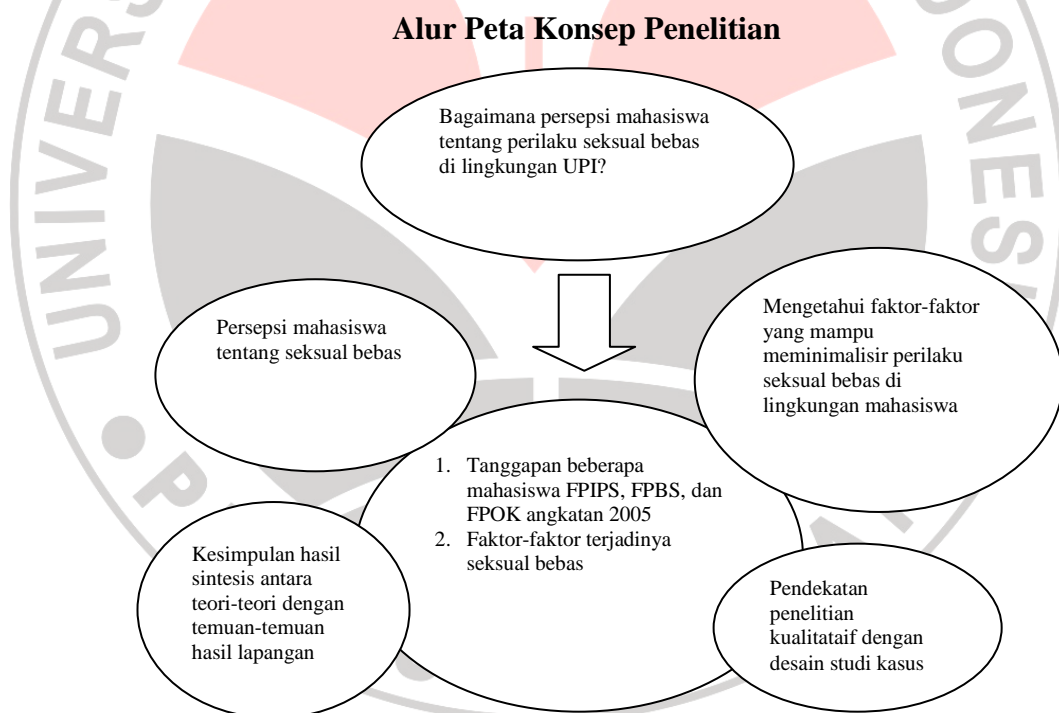 Alur Peta Konsep Penelitian
Bagaimana persepsi mahasiswa
tentang perilaku seksual bebas
di lingkungan UPI?
Persepsi mahasiswa
tentang seksual bebas
Mengetahui faktor-faktor
yang mampu
meminimalisir perilaku
seksual bebas di
lingkungan mahasiswa
1. Tanggapan beberapa
mahasiswa FPIPS, FPBS, dan
FPOK angkatan 2005
2. Faktor-faktor terjadinya
seksual bebas
Kesimpulan hasil
sintesis antara
teori-teori dengan
temuan-temuan
hasil lapangan
Pendekatan
penelitian
kualitataif dengan
desain studi kasus